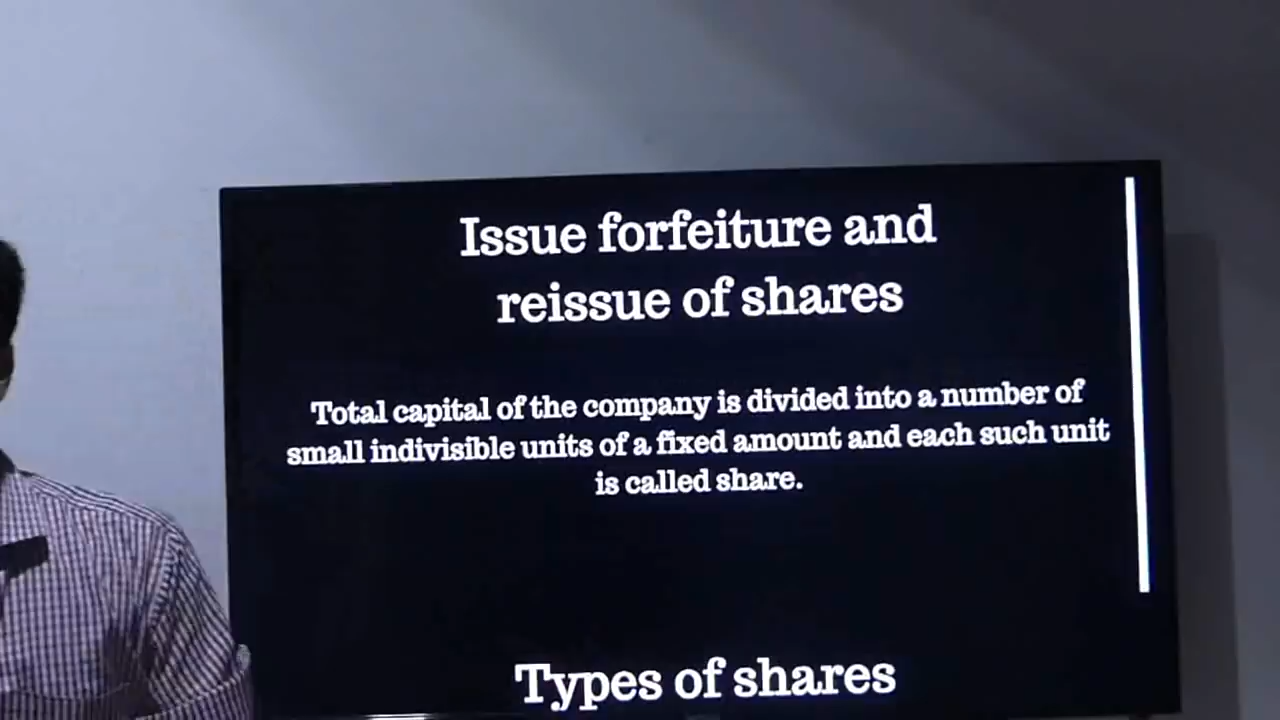 Issue forfeiture and
reissue of shares
Total capital of the company is divided into a number of
small indivisible units of a fixed amount and each such unit
is called share.
Types of shares